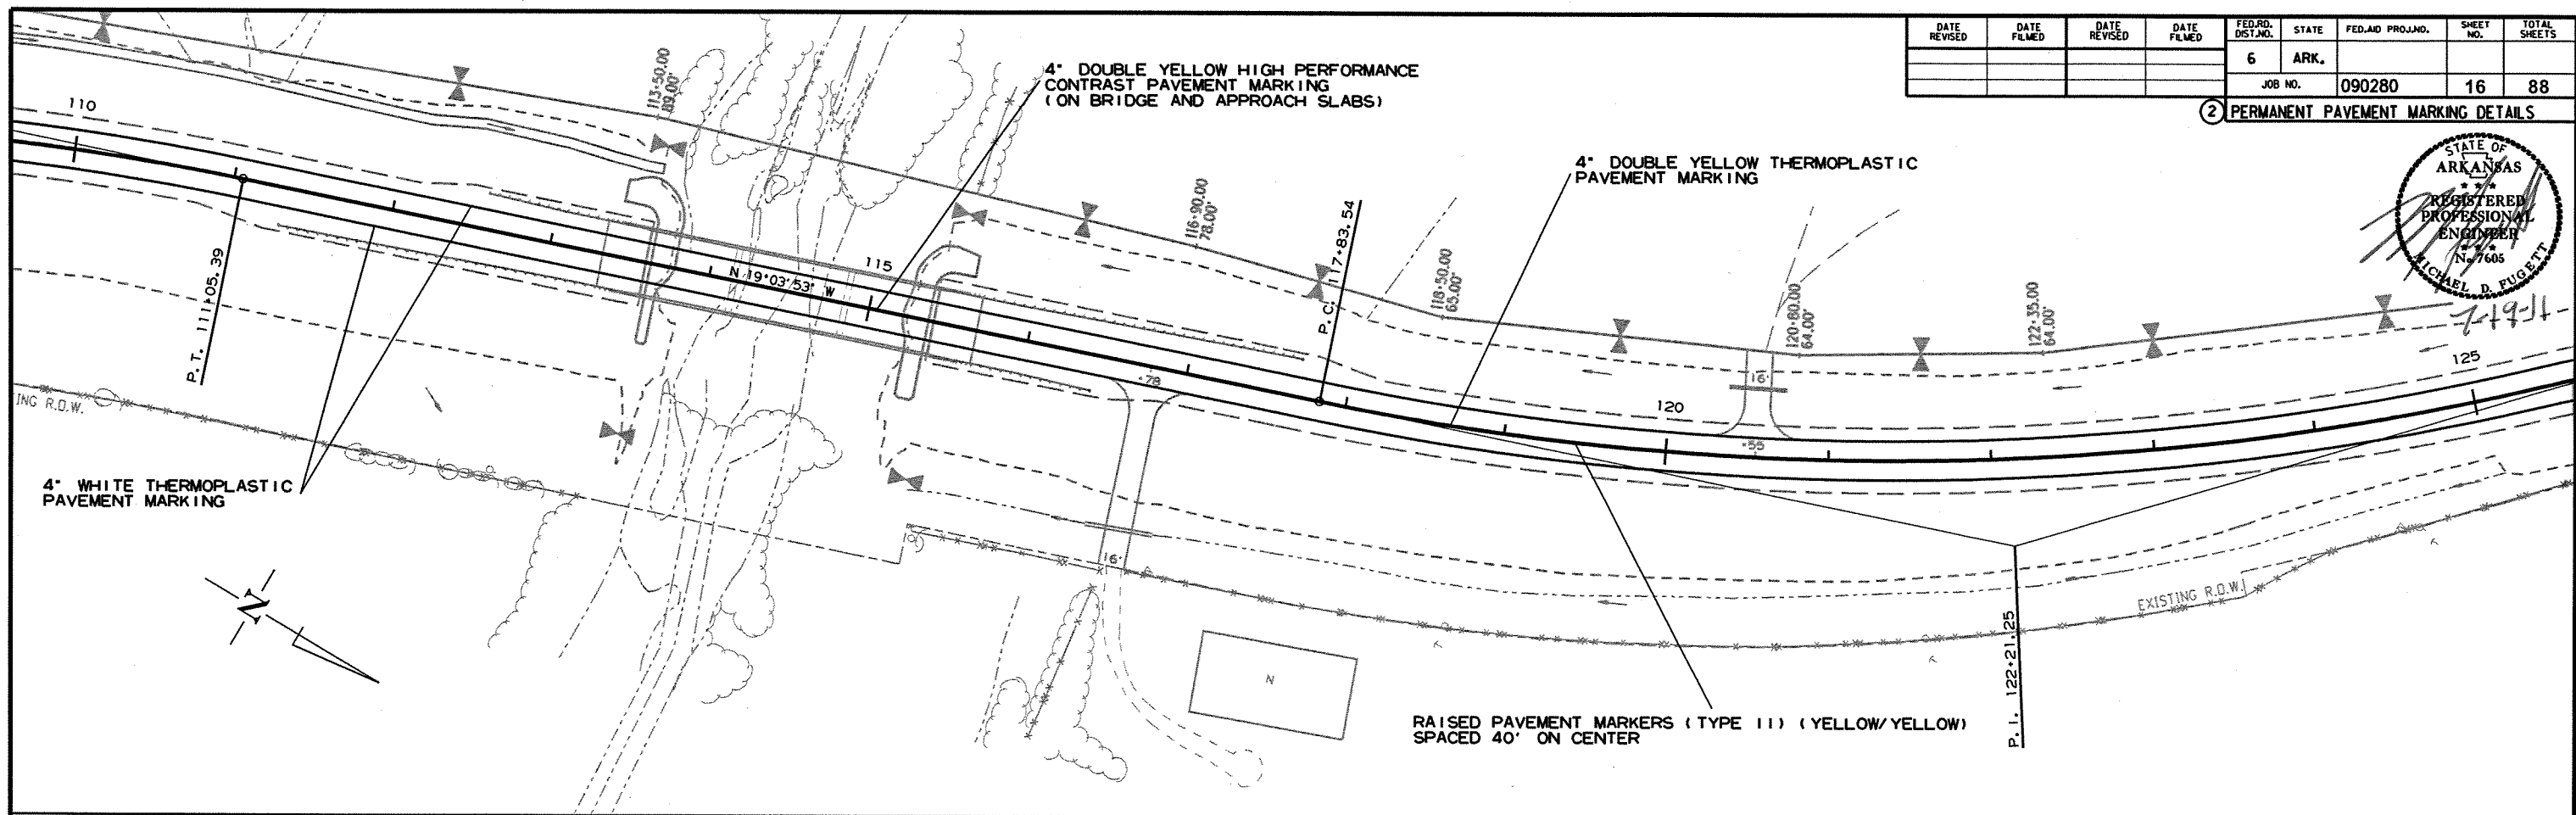 DATE REVISED
DATE FILMED
DATE REVISED
DATE FILMED
FED.RD. DIST.NO.
STATE
FED.AID PROJ.NO.
SHEET NO.
TOTAL SHEETS
6 ARK.
JOB NO. 090280 16 88
2 PERMANENT PAVEMENT MARKING DETAILS
STATE OF
ARKANSAS
REGISTERED
PROFESSIONAL
ENGINEER
No. 7605
MICHAEL D. FUGETT
7-19-11
4" DOUBLE YELLOW HIGH PERFORMANCE
CONTRAST PAVEMENT MARKING
(ON BRIDGE AND APPROACH SLABS)
4" DOUBLE YELLOW THERMOPLASTIC
PAVEMENT MARKING
110
113+50.00
89.00'
P.T. 111+05.39
N 19°03'53" W
115
116+90.00
78.00'
P.C. 117+83.54
118+50.00
65.00'
120+80.00
64.00'
122+35.00
64.00'
125
16'
120
+55
+78
ING R.O.W.
4" WHITE THERMOPLASTIC
PAVEMENT MARKING
16'
N
N
EXISTING R.O.W.
P.I. 122+21.25
RAISED PAVEMENT MARKERS (TYPE II) (YELLOW/YELLOW)
SPACED 40' ON CENTER